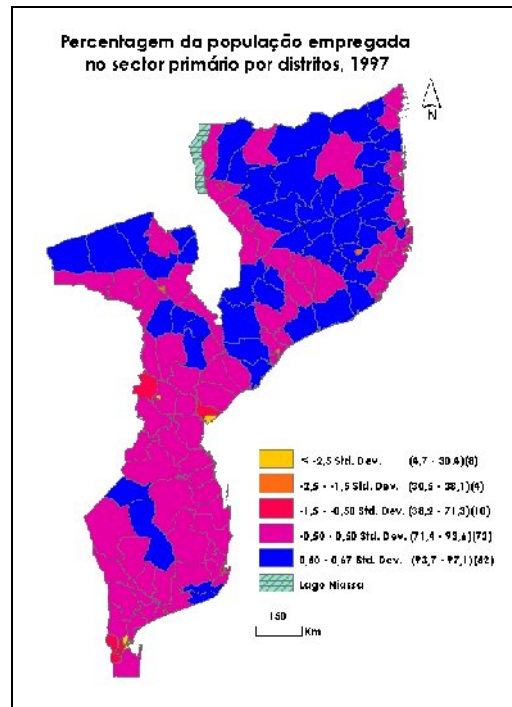 Percentagem da população empregada
no sector primário por distritos, 1997
N
< -2,5 Std. Dev. (4,7 - 30,4)(8)
-2,5 - -1,5 Std. Dev. (30,5 - 38,1)(4)
-1,5 - -0,50 Std. Dev. (38,2 - 71,3)(10)
-0,50 - 0,50 Std. Dev. (71,4 - 93,6)(72)
0,50 - 0,67 Std. Dev. (93,7 - 97,1)(52)
Lago Niassa
150
Km